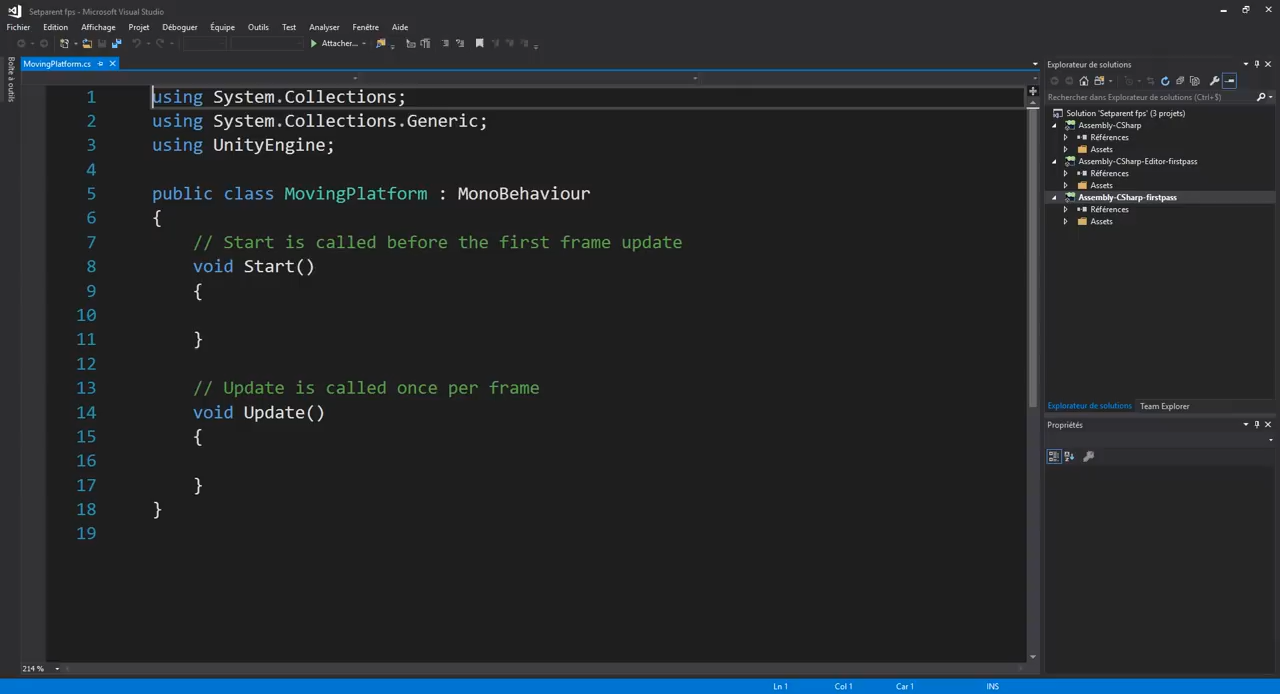 Setparent fps - Microsoft Visual Studio
Fichier Edition Affichage Projet Déboguer Équipe Outils Test Analyser Fenêtre Aide
Attacher...
Boîte à outils
MovingPlatform.cs
1 using System.Collections;
2 using System.Collections.Generic;
3 using UnityEngine;
4
5 public class MovingPlatform : MonoBehaviour
6 {
7 // Start is called before the first frame update
8 void Start()
9 {
10
11 }
12
13 // Update is called once per frame
14 void Update()
15 {
16
17 }
18 }
19
214 %
Explorateur de solutions
Rechercher dans Explorateur de solutions (Ctrl+$)
Solution 'Setparent fps' (3 projets)
Assembly-CSharp
Références
Assets
Assembly-CSharp-Editor-firstpass
Références
Assets
Assembly-CSharp-firstpass
Références
Assets
Explorateur de solutions Team Explorer
Propriétés
Ln 1 Col 1 Car 1 INS